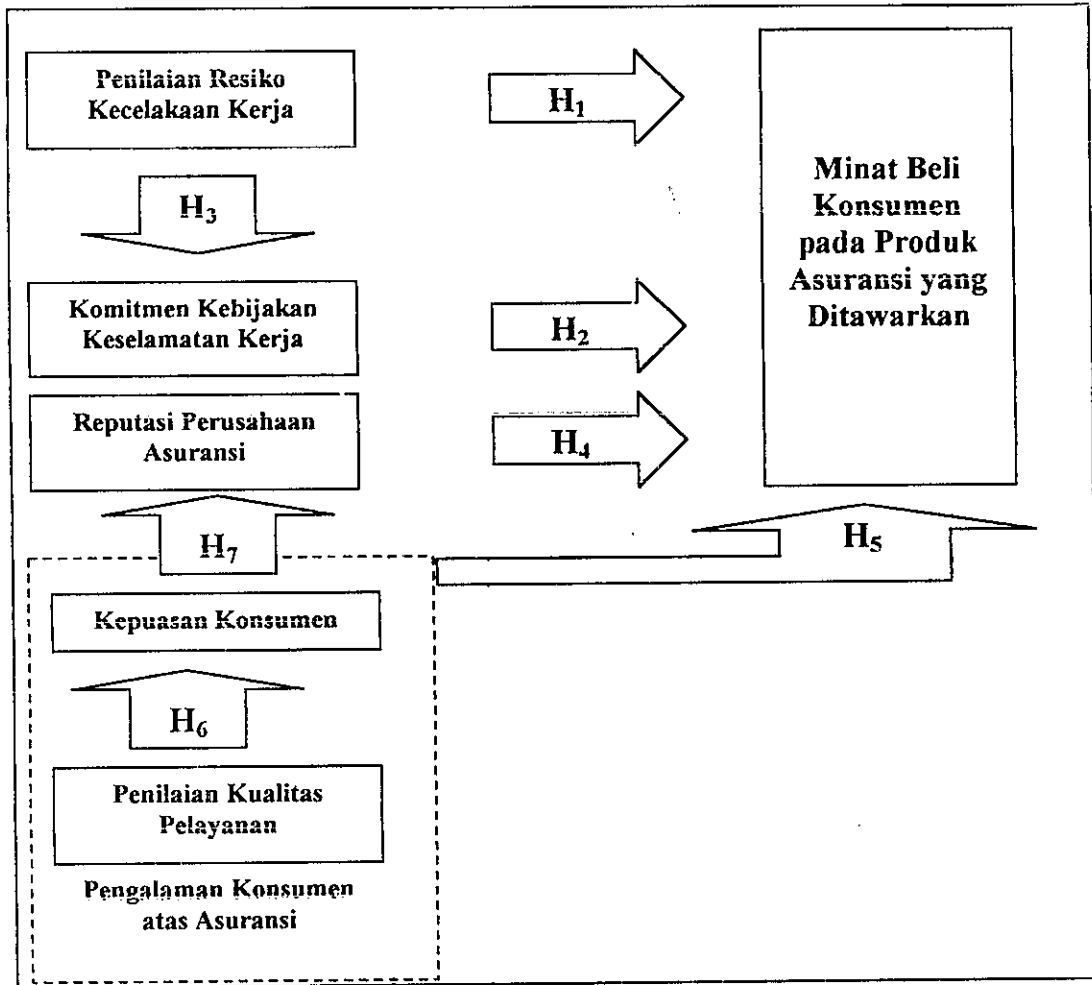 Penilaian Resiko
Kecelakaan Kerja
H₁
Minat Beli
Konsumen
pada Produk
Asuransi yang
Ditawarkan
H₃
Komitmen Kebijakan
Keselamatan Kerja
H₂
Reputasi Perusahaan
Asuransi
H₄
H₇
H₅
Kepuasan Konsumen
H₆
Penilaian Kualitas
Pelayanan
Pengalaman Konsumen
atas Asuransi